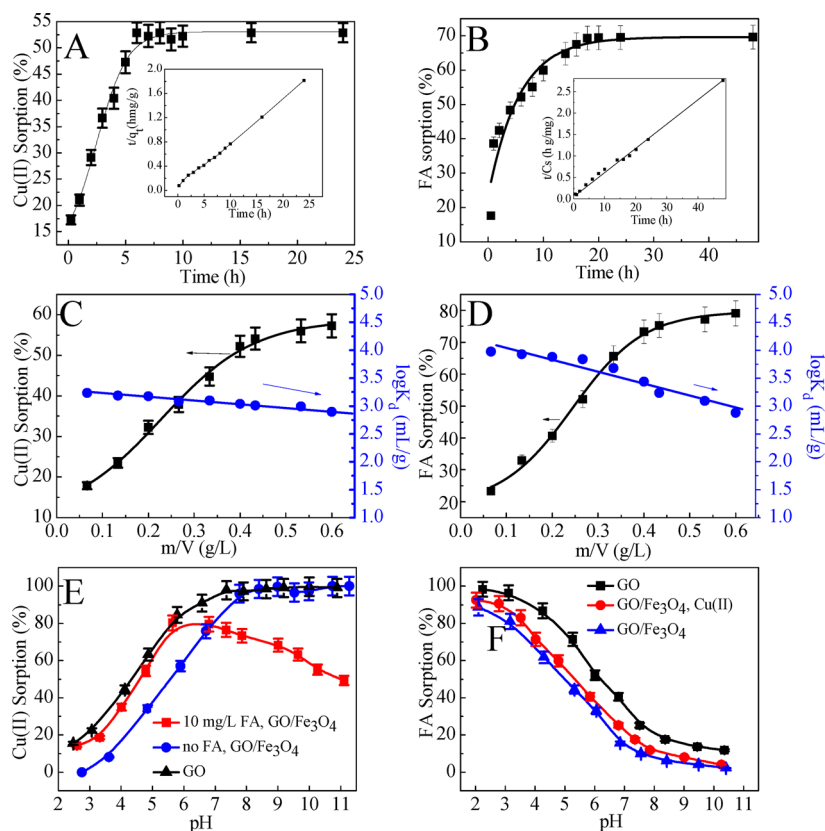 A
Cu(II) Sorption (%)
55
50
45
40
35
30
25
20
15
0 5 10 15 20 25
Time (h)
t/qt(hmg/g)
2.0
1.6
1.2
0.8
0.4
0.0
0 5 10 15 20 25
Time (h)
B
FA sorption (%)
80
70
60
50
40
30
20
10
0 10 20 30 40 50
Time (h)
t/Cs (h g/mg)
2.5
2.0
1.5
1.0
0.5
0.0
0 20 40
Time (h)
C
Cu(II) Sorption (%)
60
50
40
30
20
10
0.0 0.1 0.2 0.3 0.4 0.5 0.6
m/V (g/L)
5.0
4.5
4.0
3.5
3.0
2.5
2.0
1.5
1.0
logKd (mL/g)
D
FA Sorption (%)
80
70
60
50
40
30
20
0.0 0.1 0.2 0.3 0.4 0.5 0.6
m/V (g/L)
5.0
4.5
4.0
3.5
3.0
2.5
2.0
1.5
1.0
logKd (mL/g)
E
Cu(II) Sorption (%)
100
80
60
40
20
0
2 3 4 5 6 7 8 9 10 11
pH
10 mg/L FA, GO/Fe3O4
no FA, GO/Fe3O4
GO
F
FA Sorption (%)
100
80
60
40
20
0
2 3 4 5 6 7 8 9 10 11
pH
GO
GO/Fe3O4, Cu(II)
GO/Fe3O4